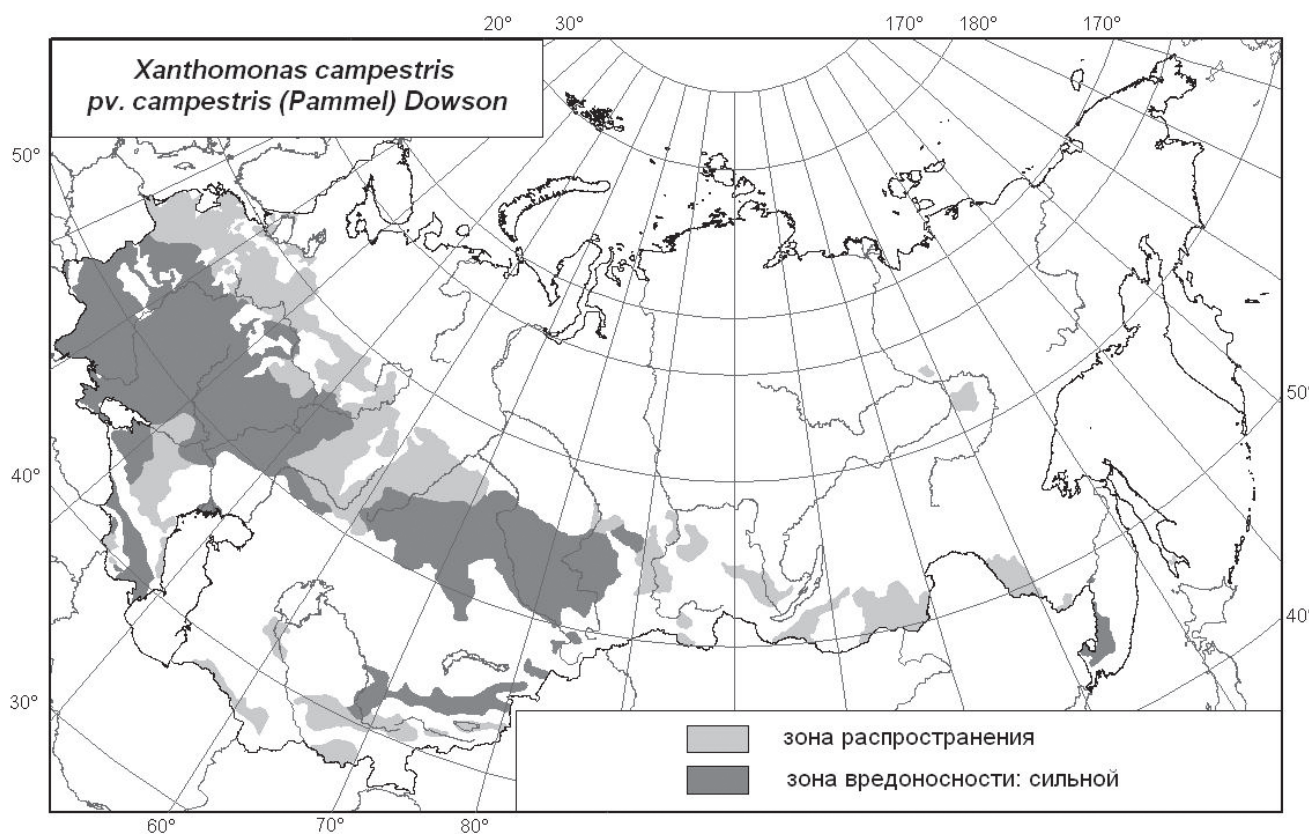 20° 30° 170° 180° 170°
Xanthomonas campestris
pv. campestris (Pammel) Dowson
50°
50°
40°
40°
30°
зона распространения
зона вредоносности: сильной
60° 70° 80°